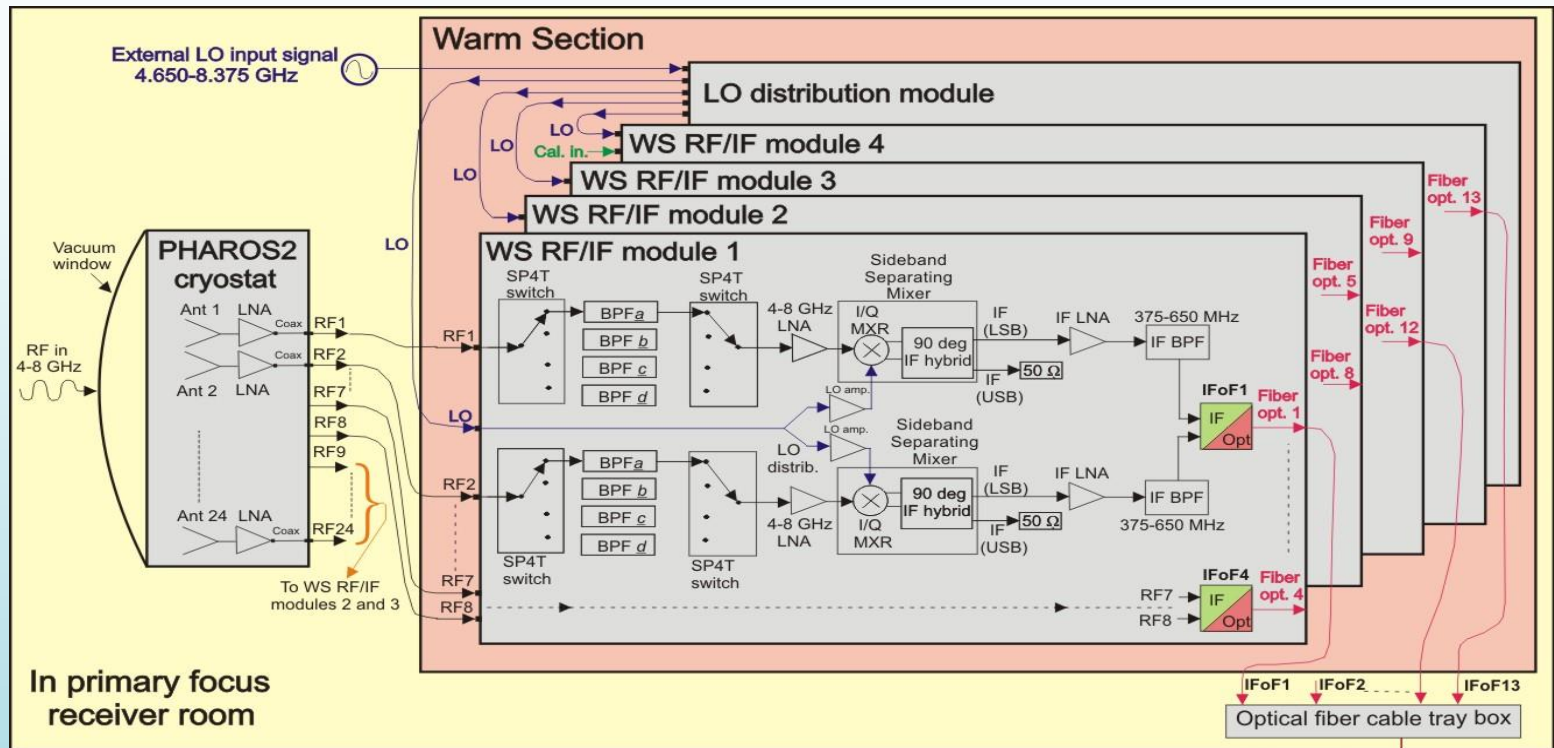 Warm Section
External LO input signal
4.650-8.375 GHz
LO distribution module
LO
WS RF/IF module 4
Cal. in.
LO
WS RF/IF module 3
LO
WS RF/IF module 2
LO
WS RF/IF module 1
Fiber
opt. 13
Fiber
opt. 9
Fiber
opt. 5
Fiber
opt. 12
Fiber
opt. 8
Vacuum
window
PHAROS2
cryostat
RF in
4-8 GHz
Ant 1
LNA
Coax
RF1
RF2
Ant 2
LNA
RF7
RF8
RF9
Ant 24
LNA
Coax
RF24
To WS RF/IF
modules 2 and 3
RF1
SP4T
switch
BPFa
BPF b
BPF c
BPF d
SP4T
switch
4-8 GHz
LNA
Sideband
Separating
Mixer
I/Q
MXR
90 deg
IF hybrid
IF
(LSB)
IF
(USB)
50 Ω
IF LNA
375-650 MHz
IF BPF
LO
LO amp.
LO amp.
LO
distrib.
IFoF1
IF
Opt
Fiber
opt. 1
RF2
SP4T
switch
BPFa
BPF b
BPF c
BPF d
SP4T
switch
4-8 GHz
LNA
Sideband
Separating
Mixer
I/Q
MXR
90 deg
IF hybrid
IF
(LSB)
IF
(USB)
50 Ω
IF LNA
IF BPF
375-650 MHz
RF7
RF8
RF7
RF8
IFoF4
IF
Opt
Fiber
opt. 4
In primary focus
receiver room
IFoF1
IFoF2
IFoF13
Optical fiber cable tray box